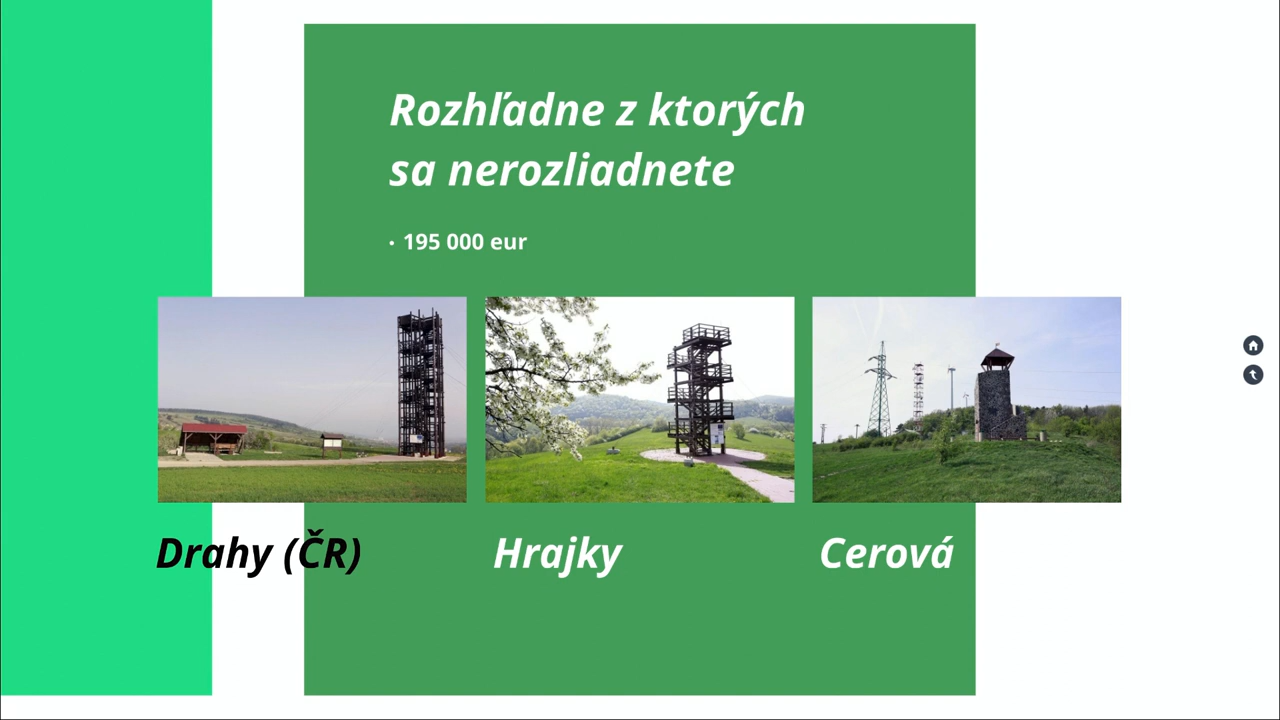 Rozhľadne z ktorých
sa nerozliadnete
• 195 000 eur
Drahy (ČR)
Hrajky
Cerová